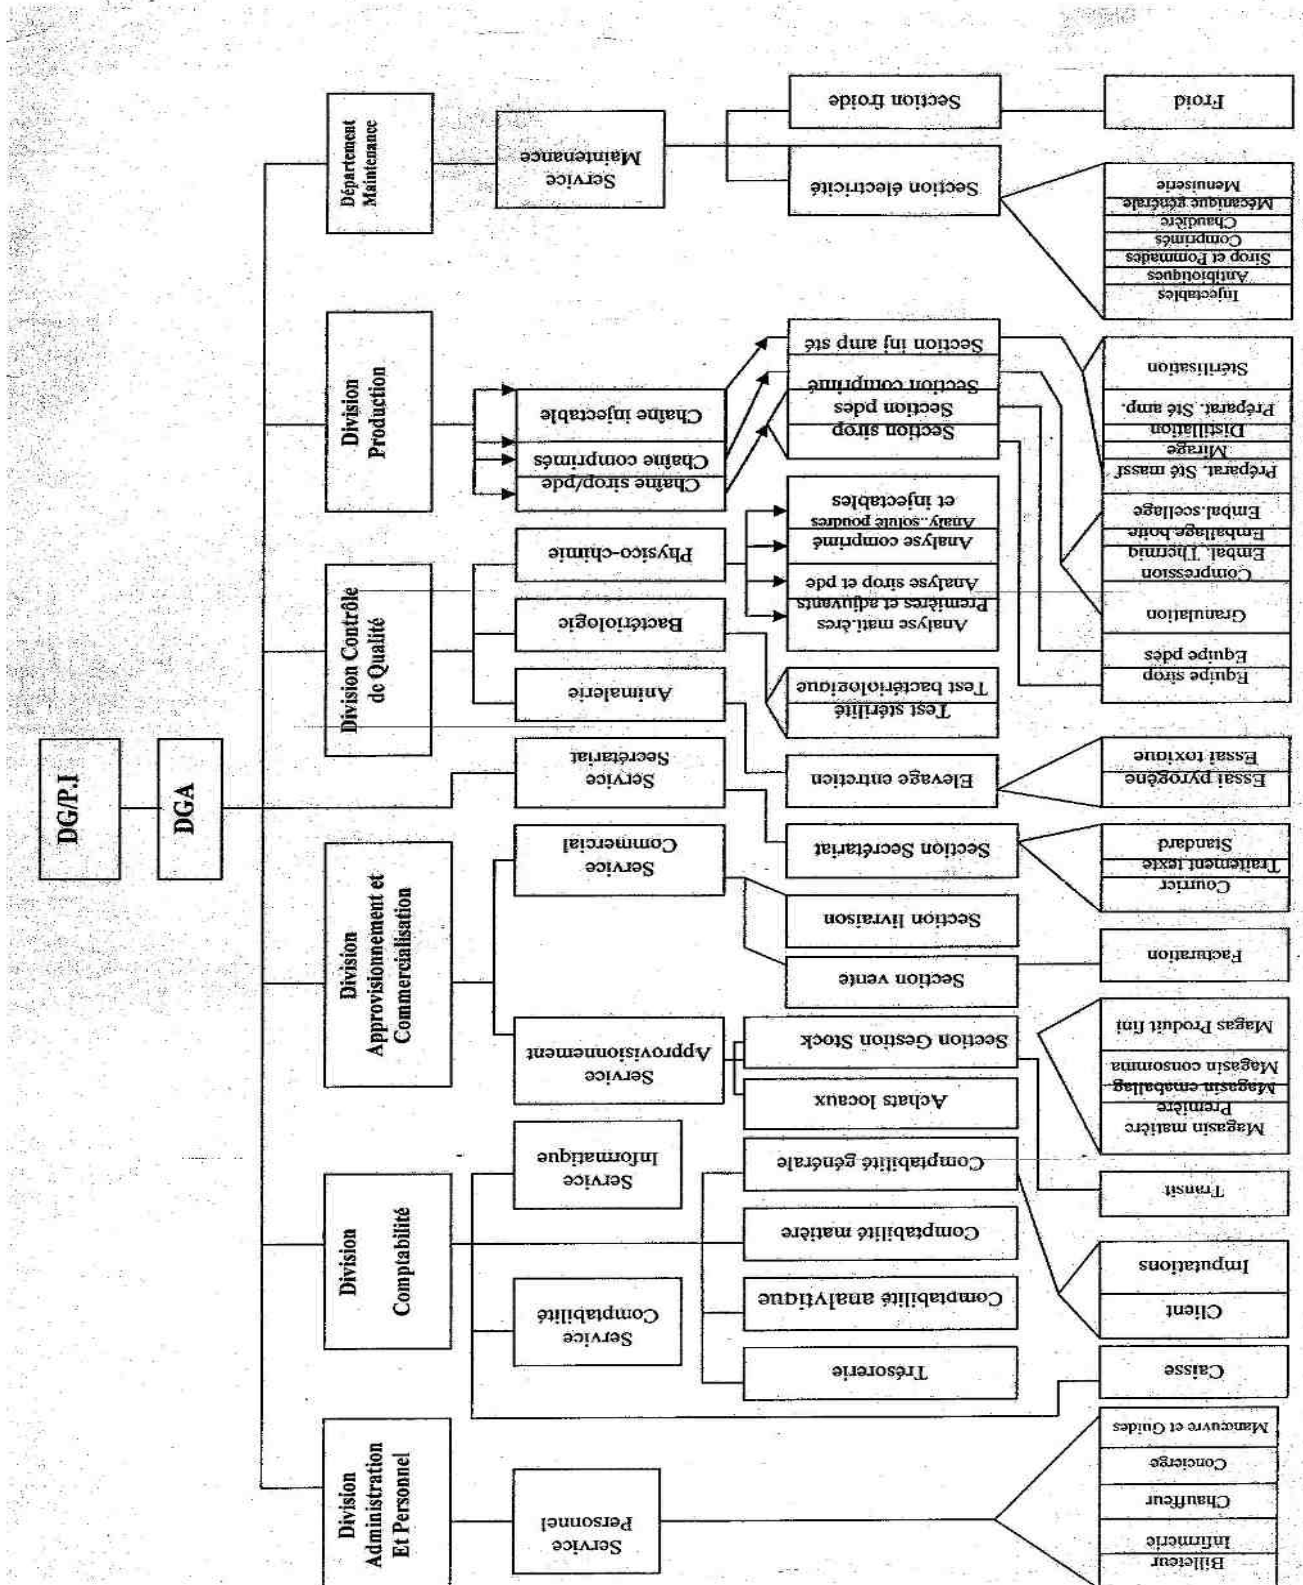 DG/P.I
DGA
Département
Maintenance
Division
Production
Division Contrôle
de Qualité
Division
Approvisionnement et
Commercialisation
Division
Comptabilité
Division
Administration
Et Personnel
Service
Maintenance
Chaîne injectable
Chaîne comprimés
Chaîne sirop/pde
Physico-chimie
Bactériologie
Animalerie
Service
Secrétariat
Service
Commercial
Service
Approvisionnement
Service
Informatique
Service
Comptabilité
Service
Personnel
Section froide
Section électricité
Section inj amp sté
Section comprimé
Section pdes
Section sirop
Analy..soluté poudres
et injectables
Analyse comprimé
Analyse sirop et pde
Analyse mati.ères
Premières et adjuvants
Test bactériologique
Test stérilité
Elevage entretien
Section Secrétariat
Section livraison
Section vente
Section Gestion Stock
Achats locaux
Comptabilité générale
Comptabilité matière
Comptabilité analytique
Trésorerie
Froid
Menuiserie
Mécanique générale
Chaudière
Comprimés
Sirop et Pommades
Antibiotiques
Injectables
Stérilisation
Préparat. Sté amp.
Distillation
Mirage
Préparat. Sté massf
Embal.scellage
Emballage boite
Embal. Thermiq
Compression
Granulation
Equipe pdes
Equipe sirop
Essai toxique
Essai pyrogène
Standard
Traitement texte
Courrier
Facturation
Magas Produit fini
Magasin consomma
Magasin emaballag
Magasin matière
Première
Transit
Imputations
Client
Caisse
Manœuvre et Guides
Concierge
Chauffeur
Infirmerie
Billeteur